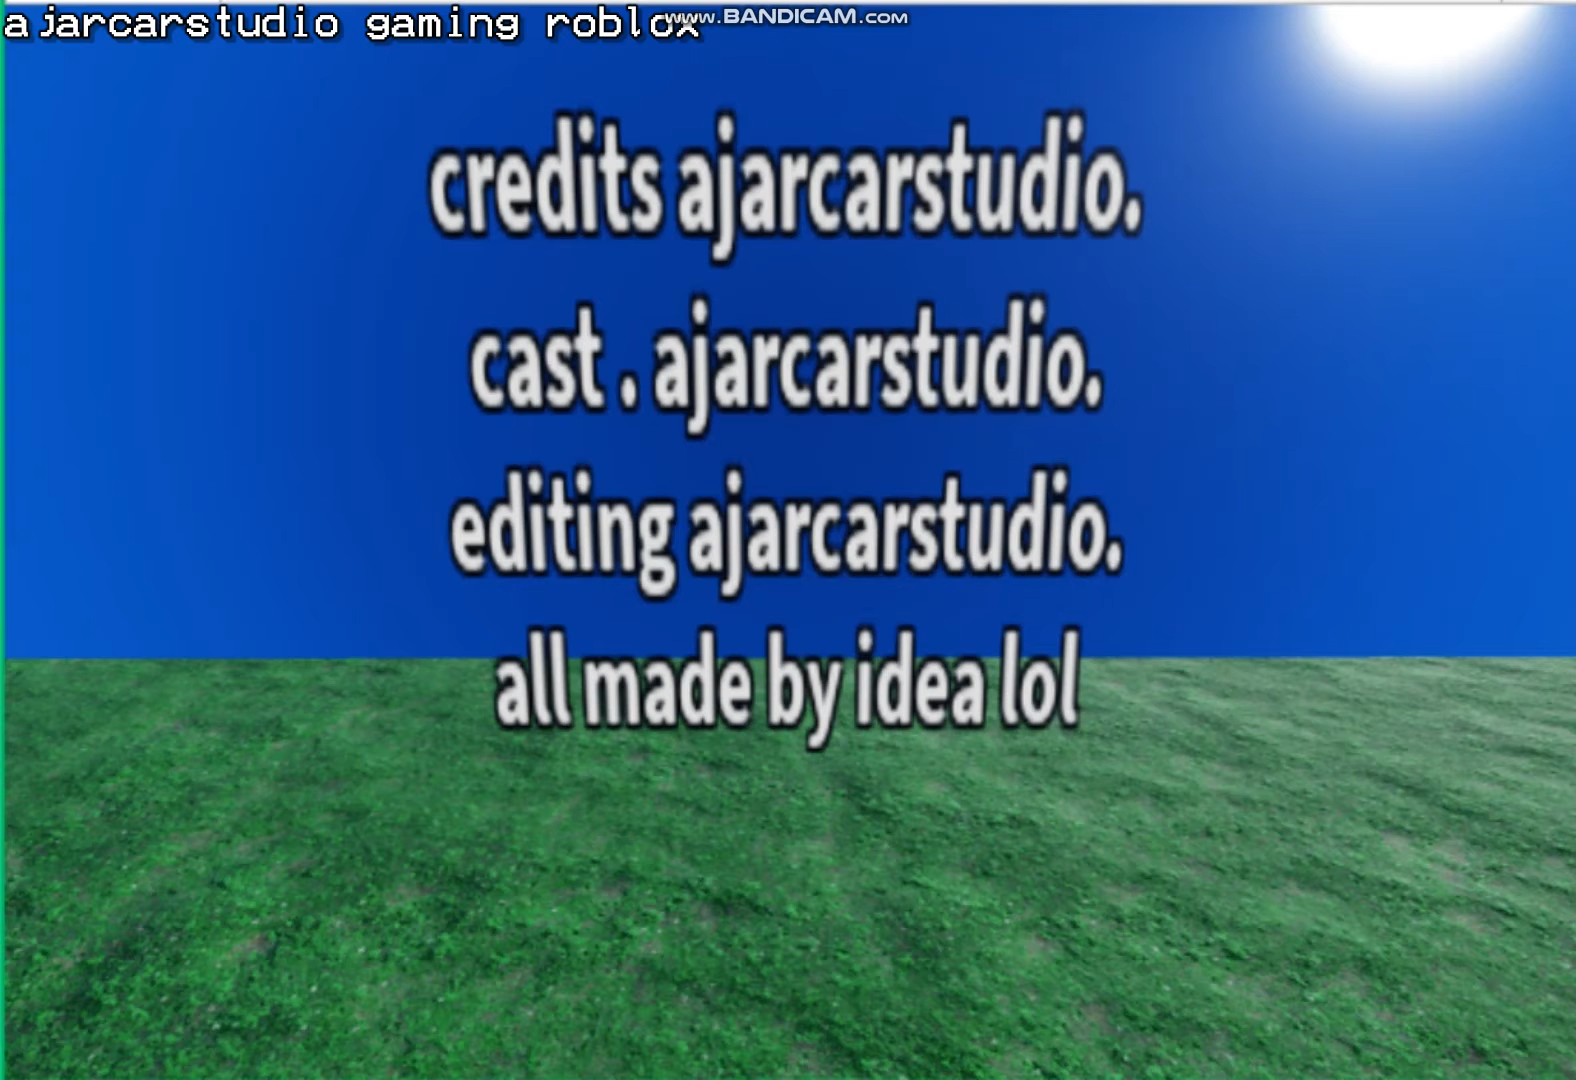 ajarcarstudio gaming roblox
www.BANDICAM.COM
credits ajarcarstudio.
cast . ajarcarstudio.
editing ajarcarstudio.
all made by idea lol